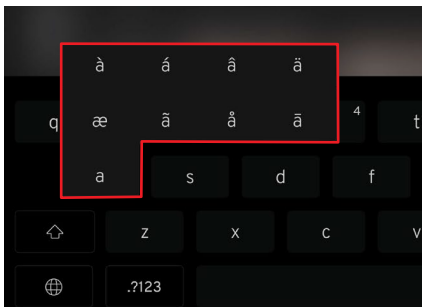 à á â ä
q æ ã å ā 4 t
a s d f
z x c v
.?123